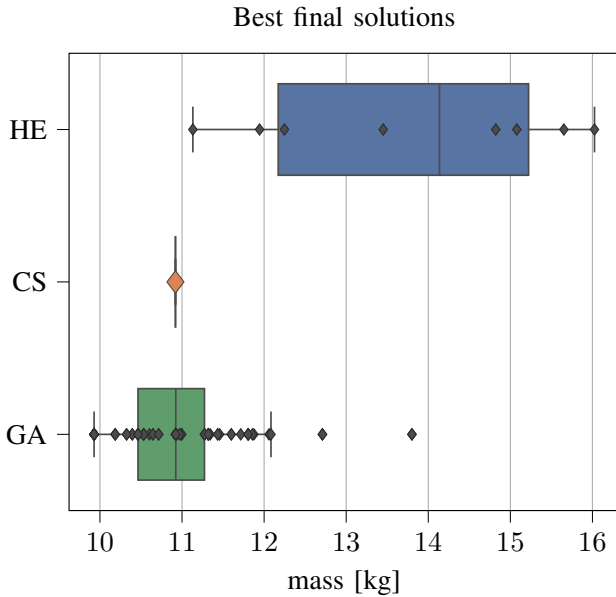 Best final solutions
HE
CS
GA
10 11 12 13 14 15 16
mass [kg]